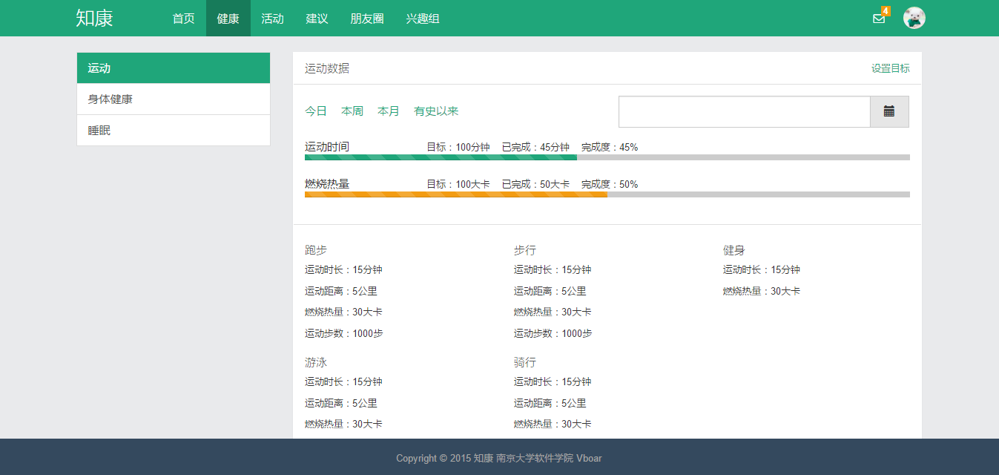 知康 首页 健康 活动 建议 朋友圈 兴趣组 4
运动
身体健康
睡眠
运动数据 设置目标
今日 本周 本月 有史以来
运动时间 目标：100分钟 已完成：45分钟 完成度：45%
燃烧热量 目标：100大卡 已完成：50大卡 完成度：50%
跑步 步行 健身
运动时长：15分钟 运动时长：15分钟 运动时长：15分钟
运动距离：5公里 运动距离：5公里 燃烧热量：30大卡
燃烧热量：30大卡 燃烧热量：30大卡
运动步数：1000步 运动步数：1000步
游泳 骑行
运动时长：15分钟 运动时长：15分钟
运动距离：5公里 运动距离：5公里
燃烧热量：30大卡 燃烧热量：30大卡
Copyright © 2015 知康 南京大学软件学院 Vboar